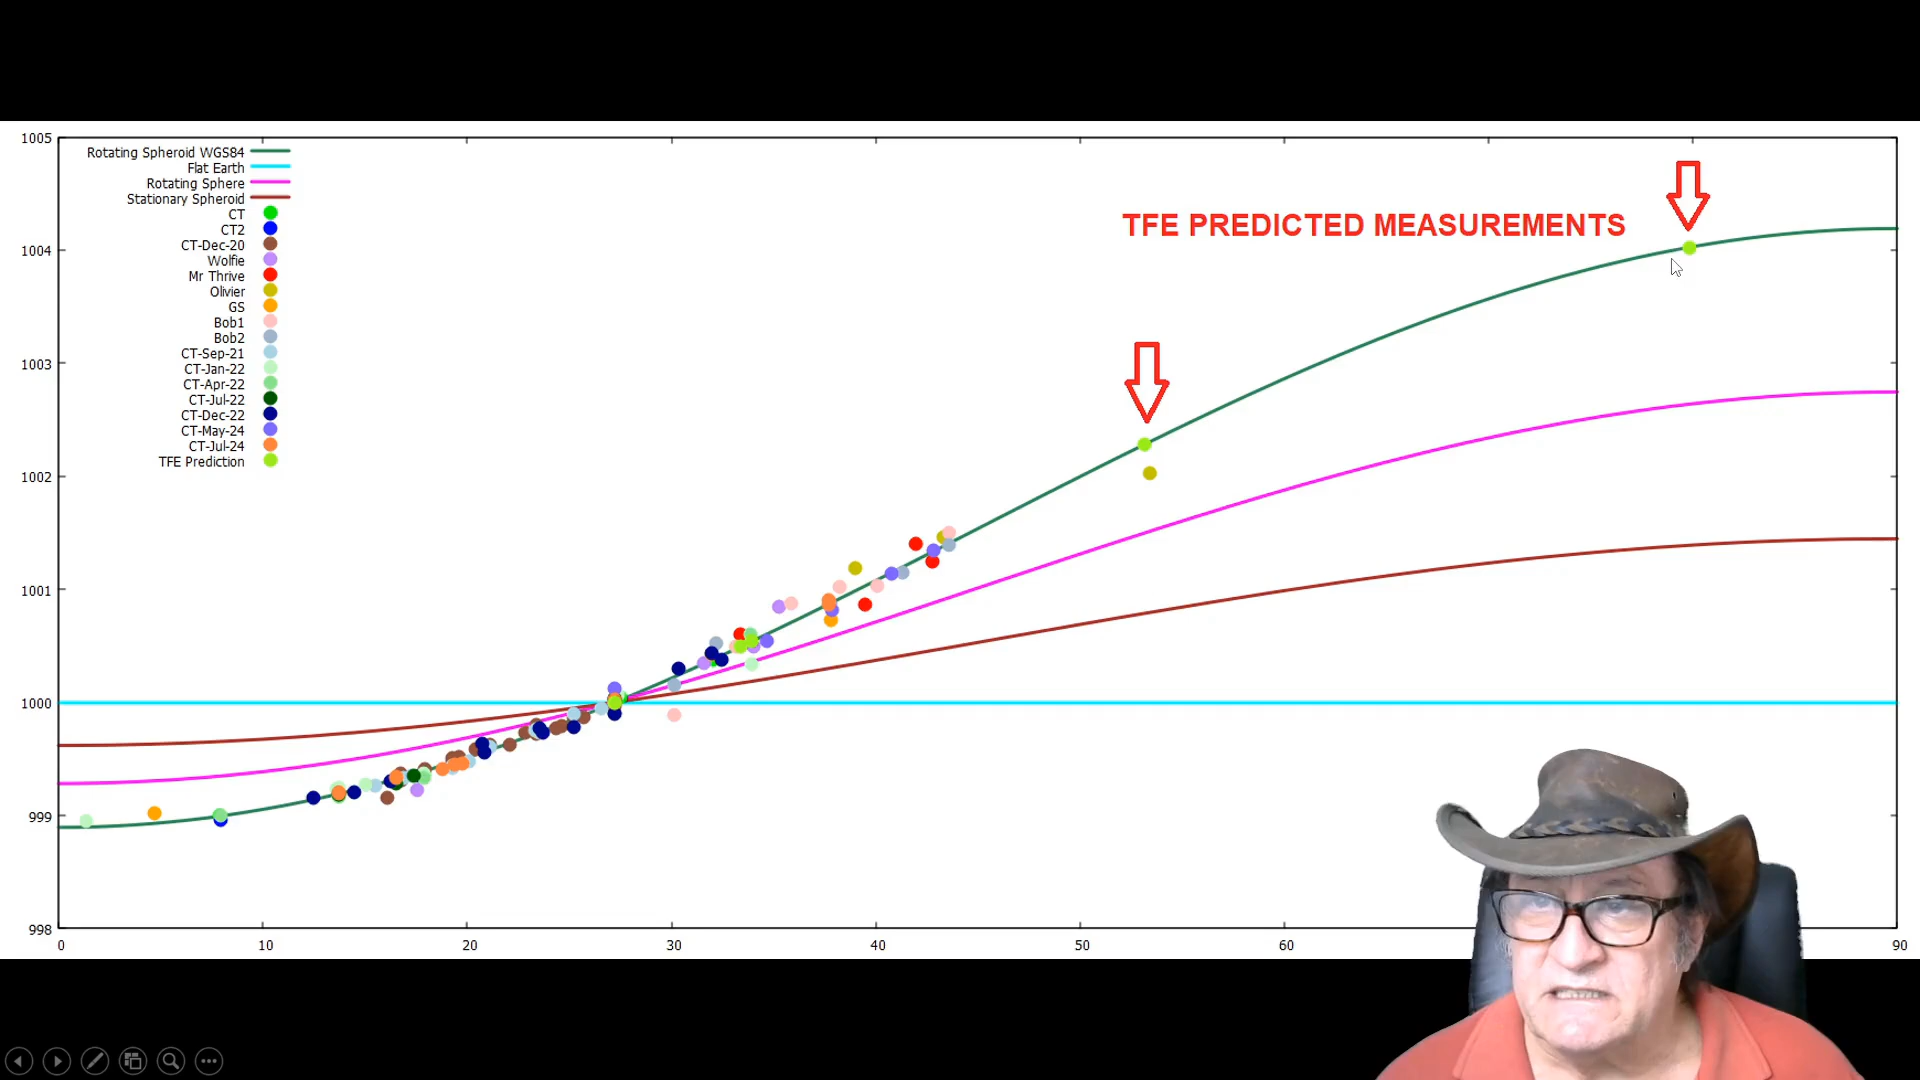 1005
Rotating Spheroid WGS84
Flat Earth
Rotating Sphere
Stationary Spheroid
CT
CT2
CT-Dec-20
Wolfie
Mr Thrive
Olivier
GS
Bob1
Bob2
CT-Sep-21
CT-Jan-22
CT-Apr-22
CT-Jul-22
CT-Dec-22
CT-May-24
CT-Jul-24
TFE Prediction
TFE PREDICTED MEASUREMENTS
1004
1003
1002
1001
1000
999
998
0 10 20 30 40 50 60 90